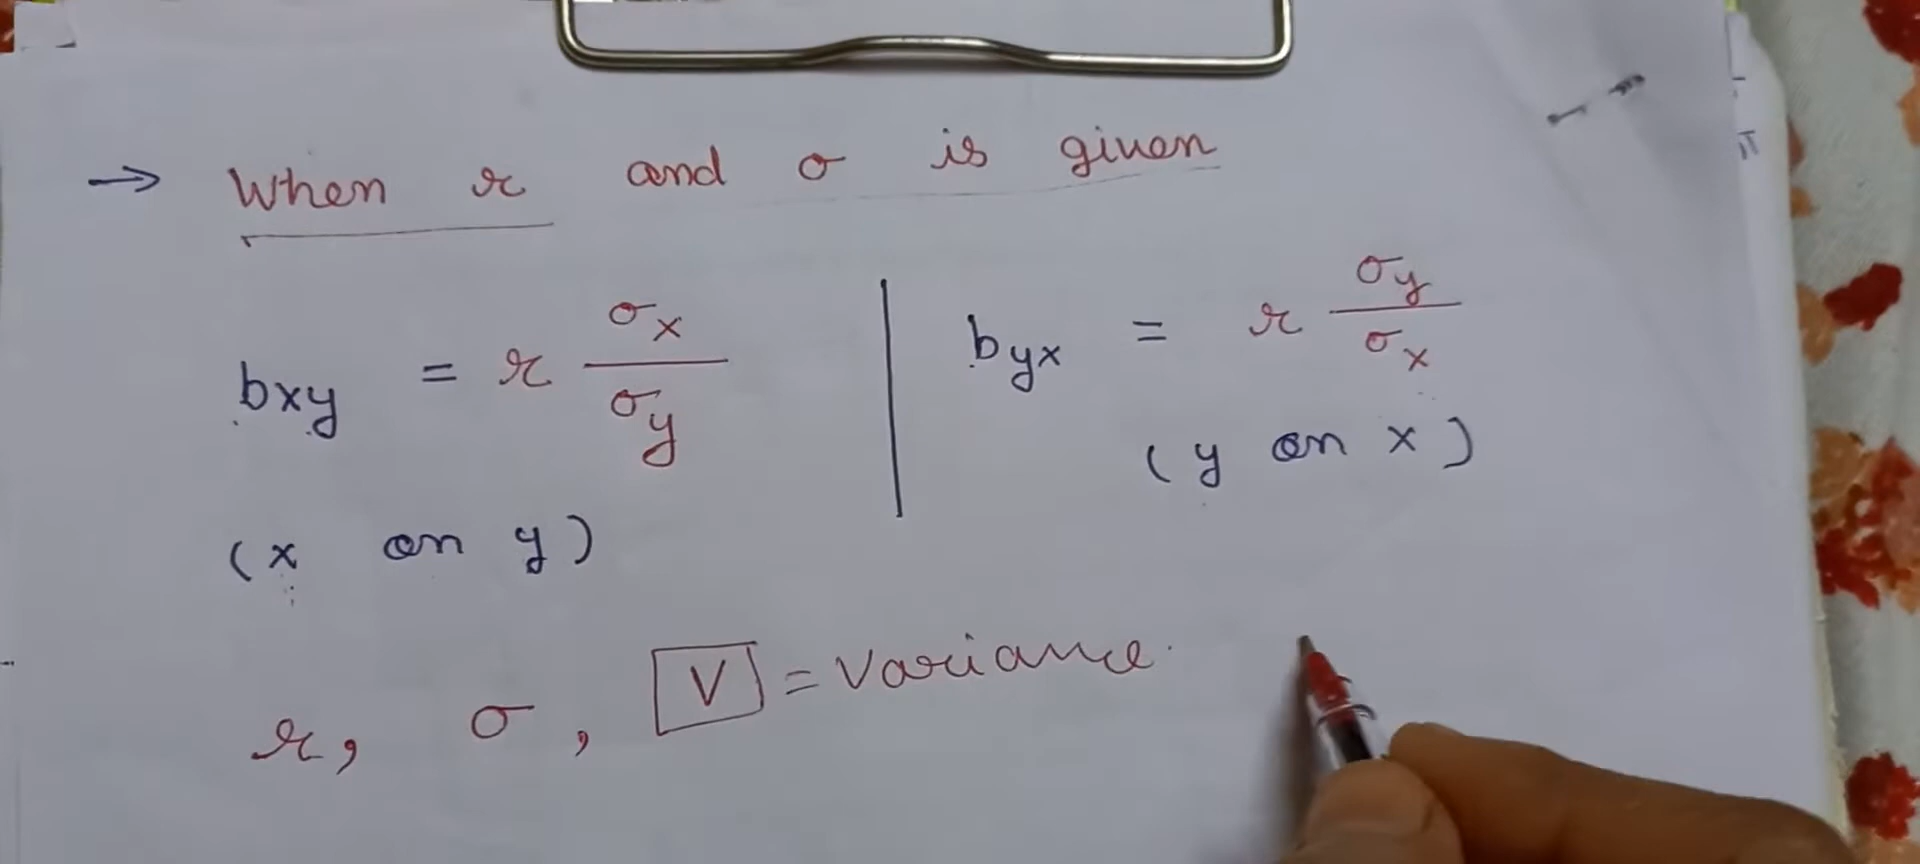 → When r and σ is given
bxy = r σx / σy
(x on y)
byx = r σy / σx
(y on x)
r, σ, V = Variance